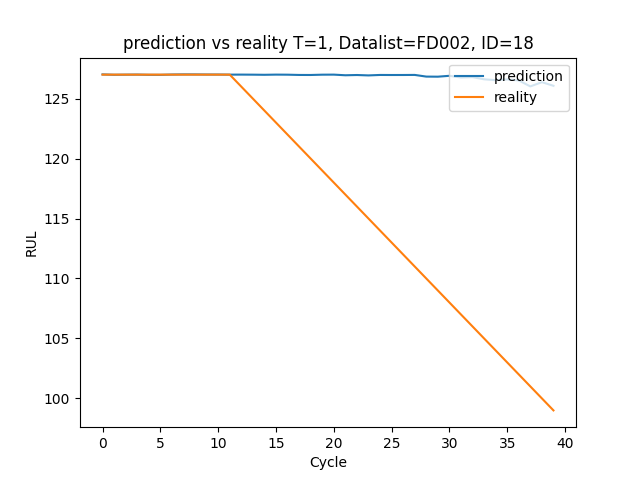 prediction vs reality T=1, Datalist=FD002, ID=18
prediction
reality
125
120
115
110
105
100
RUL
0 5 10 15 20 25 30 35 40
Cycle